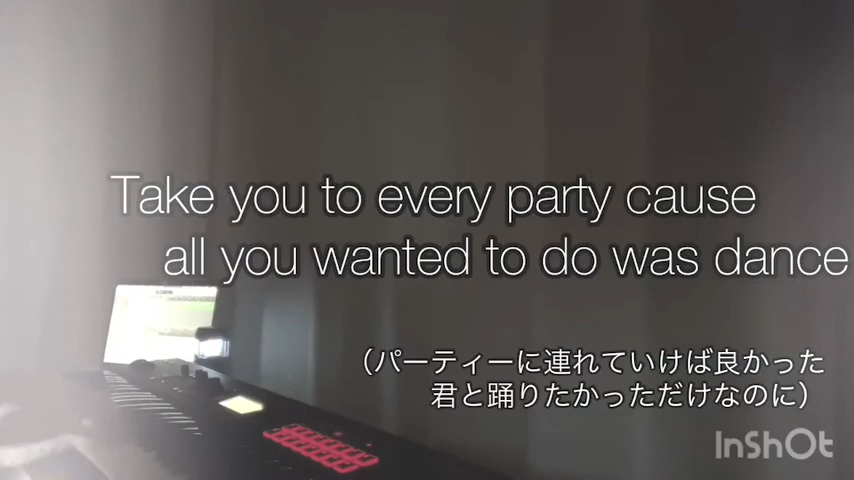 Take you to every party cause
all you wanted to do was dance
（パーティーに連れていけば良かった
君と踊りたかっただけなのに）
InShOt